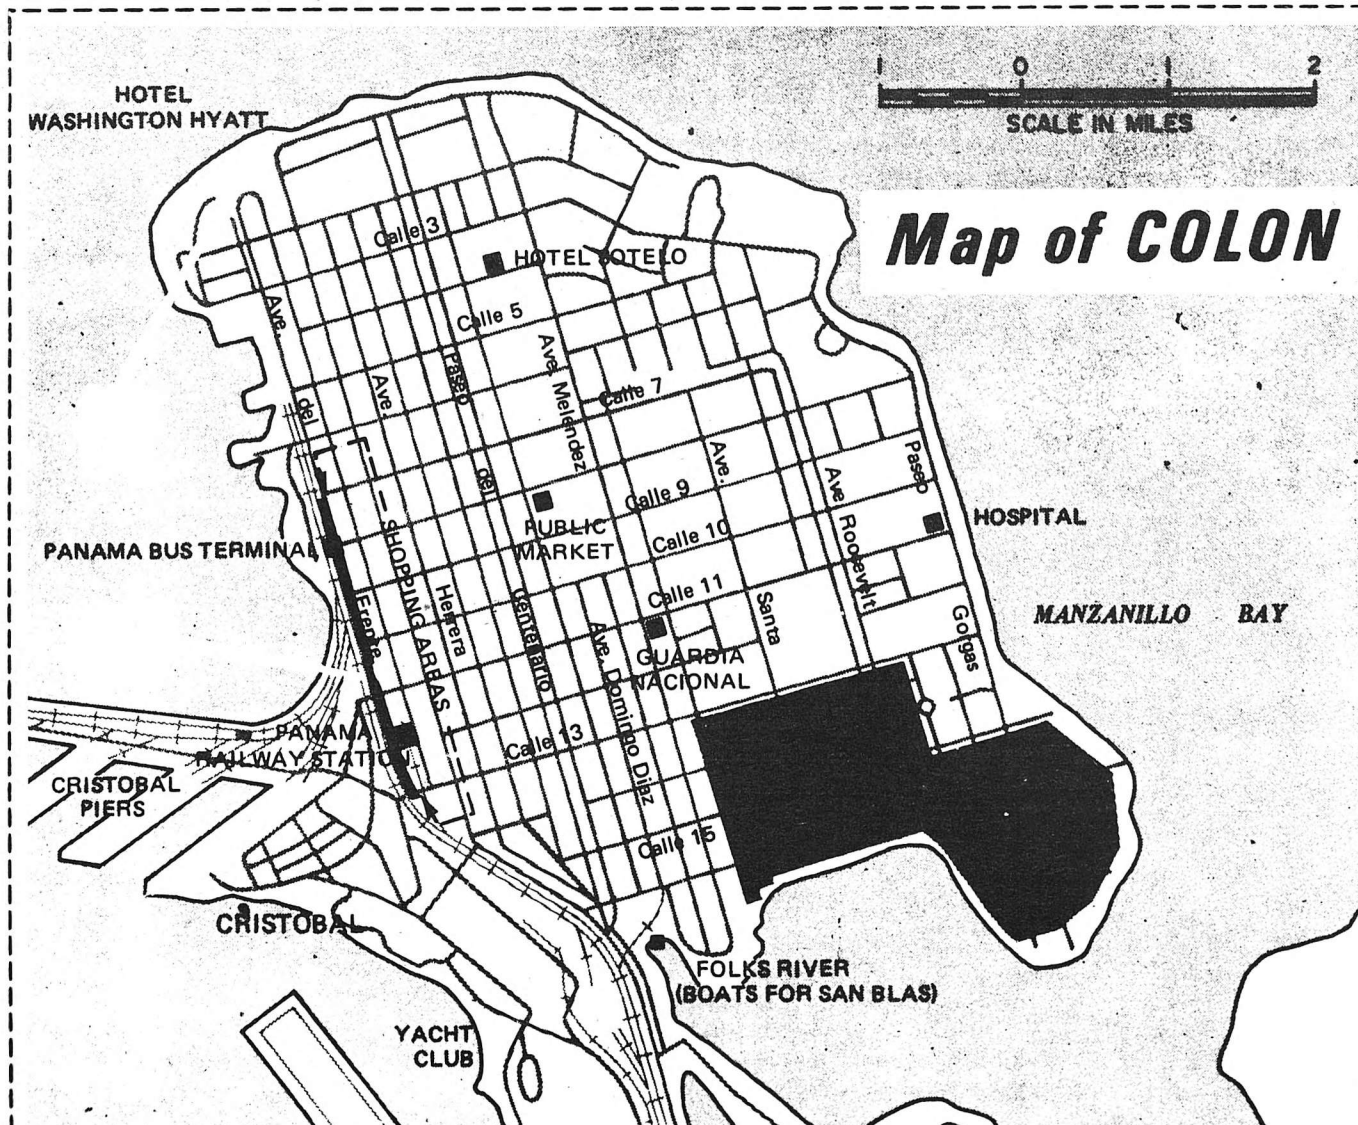 HOTEL
WASHINGTON HYATT
1 0 1 2
SCALE IN MILES
Map of COLON
Calle 3
HOTEL SOTELO
Ave.
Calle 5
Ave. Melendez
Paseo
Ave.
del
Calle 7
Ave.
Paseo
del
Calle 9
Ave. Roosevelt
HOSPITAL
PUBLIC
MARKET
Calle 10
PANAMA BUS TERMINAL
SHOPPING AREAS
Calle 11
Herrera
Centenario
Frente
Santa
Gorgas
MANZANILLO BAY
Ave. Domingo Diaz
GUARDIA
NACIONAL
PANAMA
RAILWAY STATION
Calle 13
CRISTOBAL
PIERS
Calle 15
CRISTOBAL
FOLKS RIVER
(BOATS FOR SAN BLAS)
YACHT
CLUB